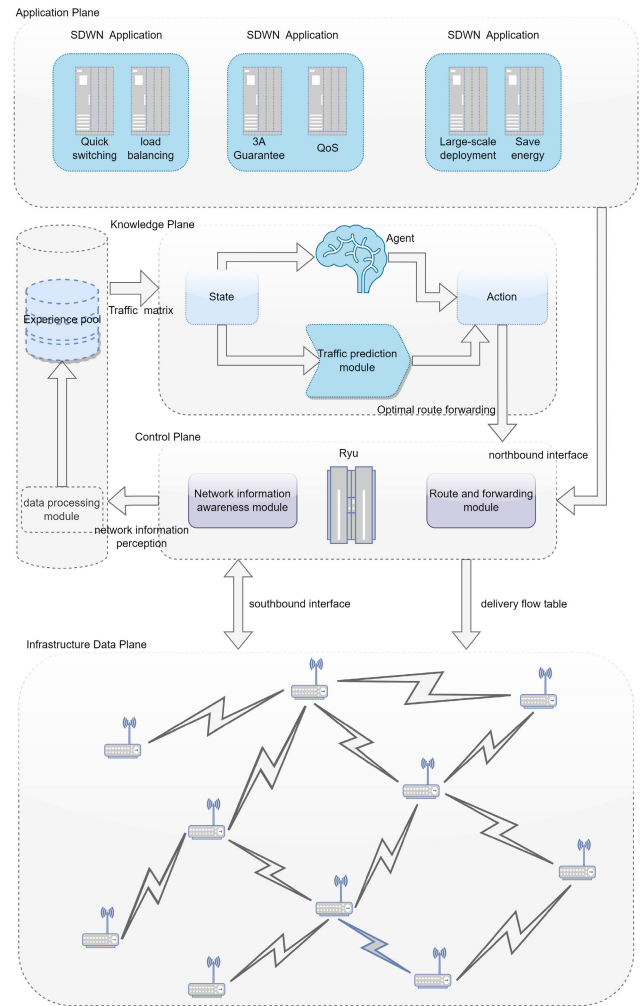 Application Plane
SDWN Application
SDWN Application
SDWN Application
Quick
switching
load
balancing
3A
Guarantee
QoS
Large-scale
deployment
Save
energy
Knowledge Plane
Agent
Experience pool
Traffic matrix
State
Action
Traffic prediction
module
Optimal route forwarding
Control Plane
Ryu
northbound interface
Network information
awareness module
Route and forwarding
module
data processing
module
network information
perception
southbound interface
delivery flow table
Infrastructure Data Plane